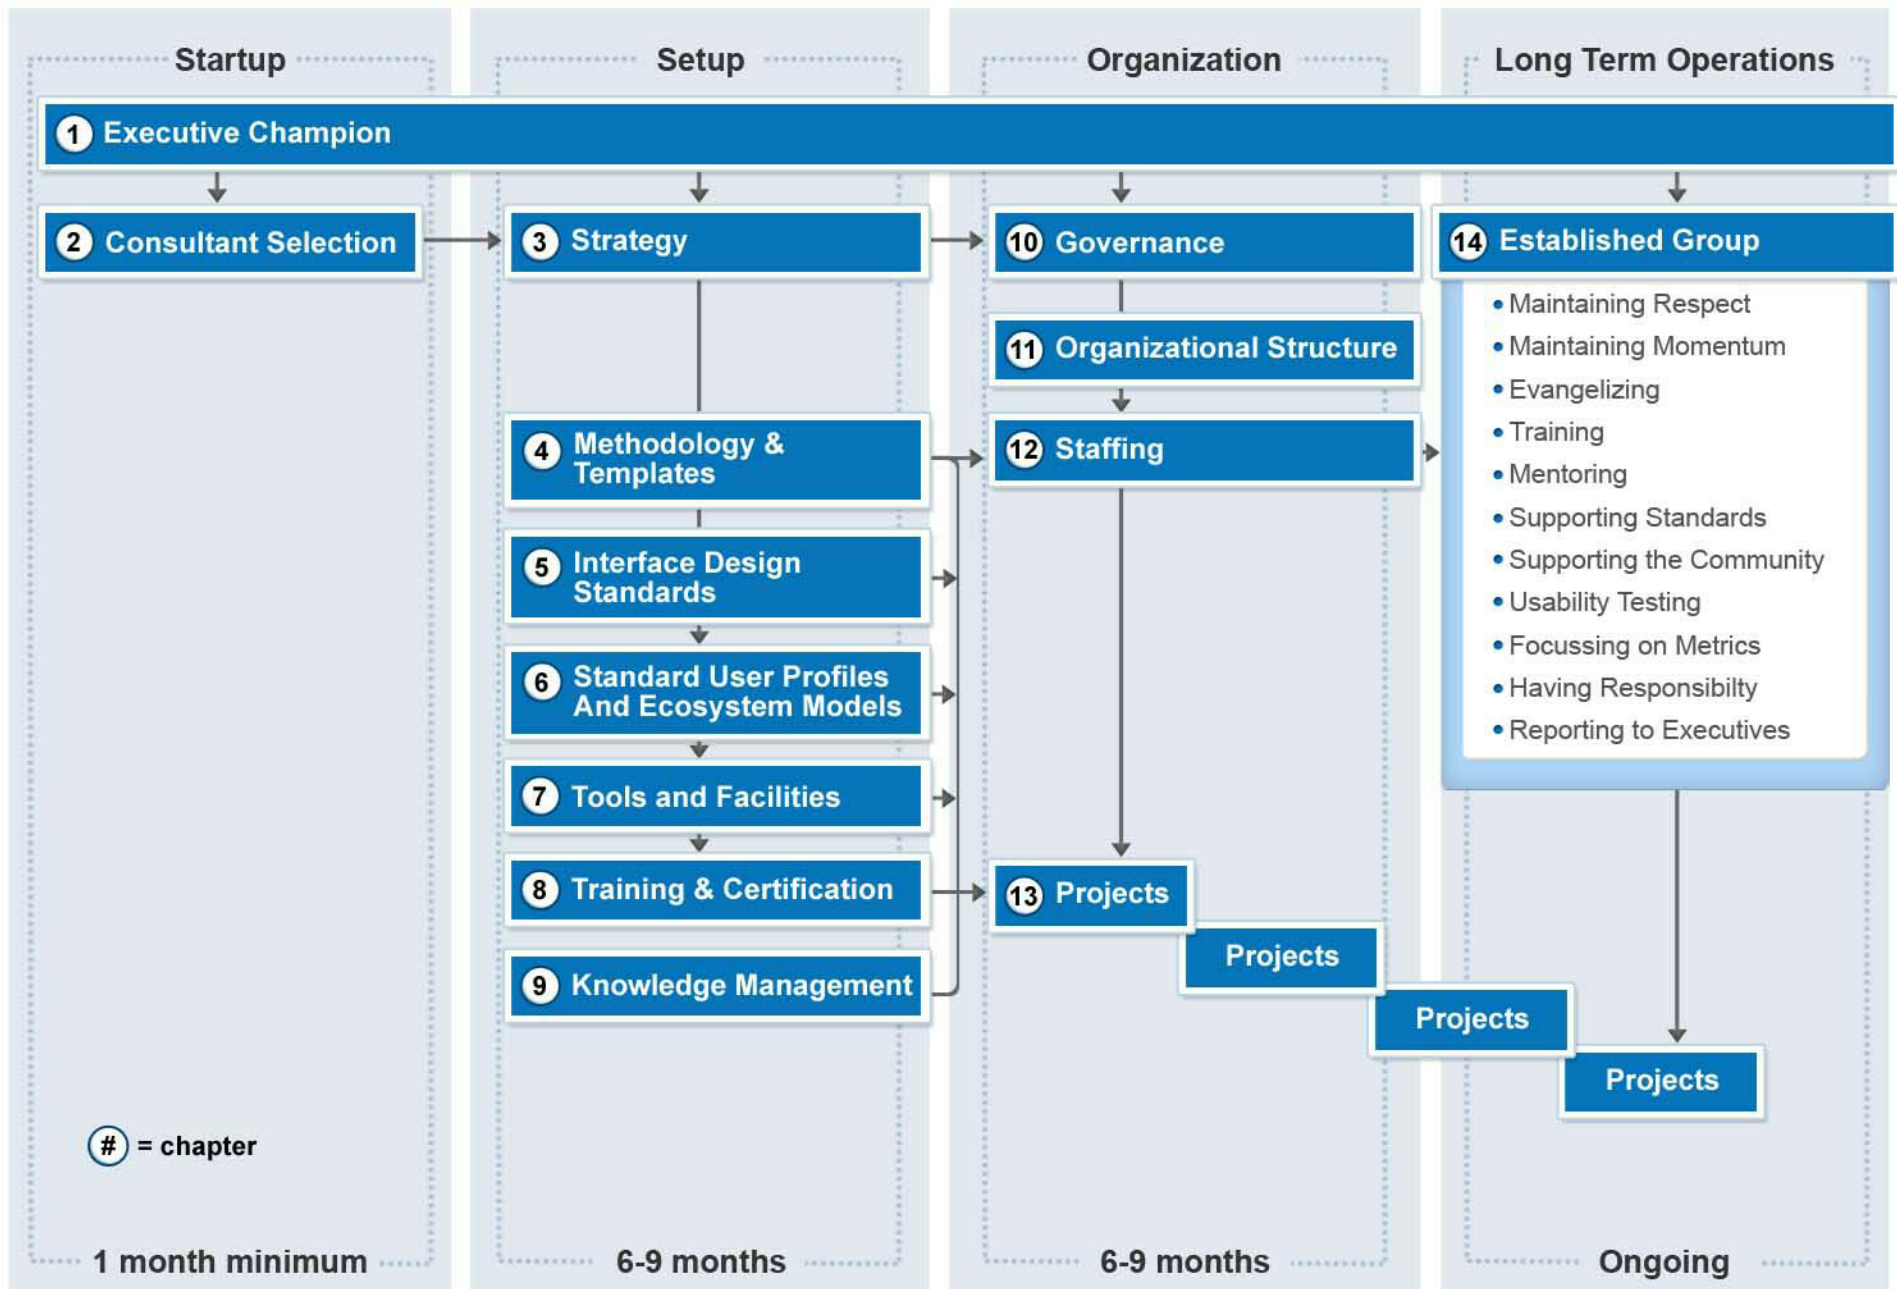 Startup
Setup
Organization
Long Term Operations
1 Executive Champion
2 Consultant Selection
3 Strategy
10 Governance
14 Established Group
11 Organizational Structure
4 Methodology &
Templates
12 Staffing
5 Interface Design
Standards
6 Standard User Profiles
And Ecosystem Models
7 Tools and Facilities
8 Training & Certification
9 Knowledge Management
13 Projects
Projects
Projects
Projects
• Maintaining Respect
• Maintaining Momentum
• Evangelizing
• Training
• Mentoring
• Supporting Standards
• Supporting the Community
• Usability Testing
• Focussing on Metrics
• Having Responsibilty
• Reporting to Executives
# = chapter
1 month minimum
6-9 months
6-9 months
Ongoing